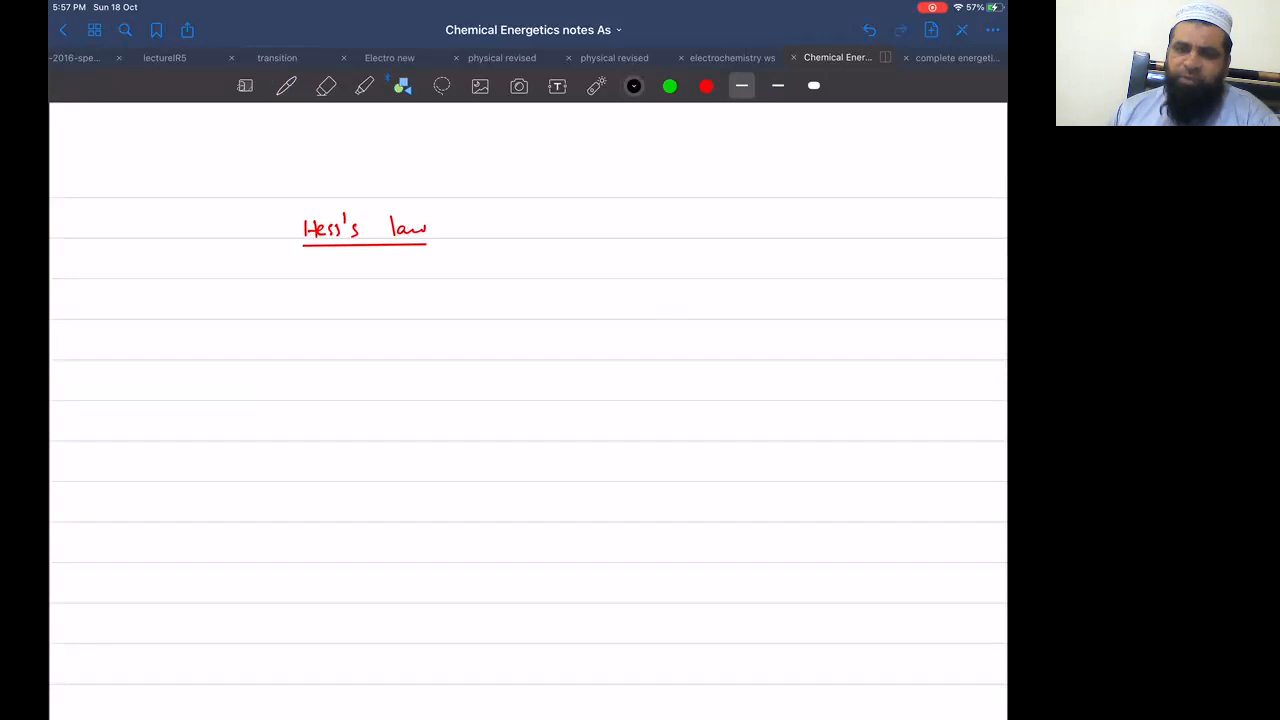 5:57 PM Sun 18 Oct 57%
Chemical Energetics notes As
-2016-spe... lectureIR5 transition Electro new physical revised physical revised electrochemistry ws Chemical Ener... complete energeti...
T
Hess's law